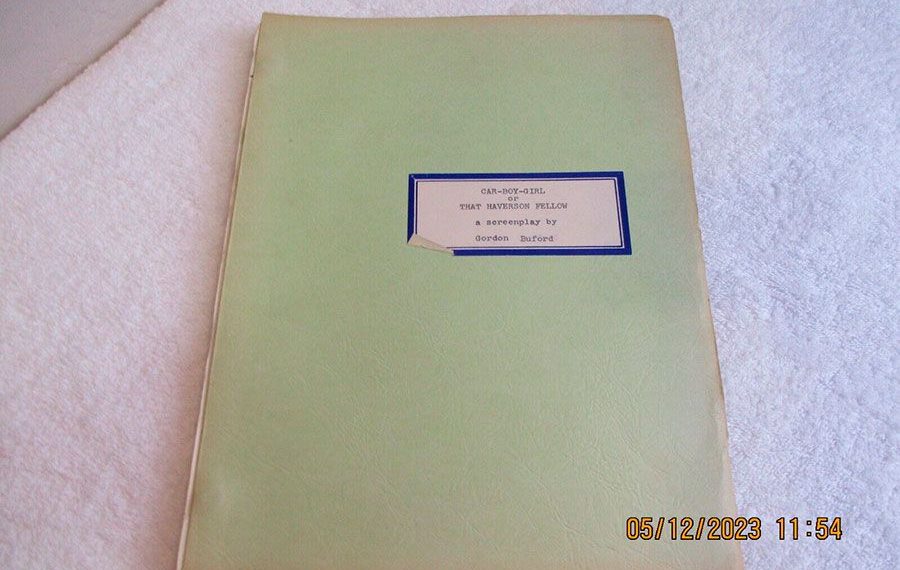 CAR-BOY-GIRL
or
THAT HAVERSON FELLOW
a screenplay by
Gordon Buford
05/12/2023 11:54